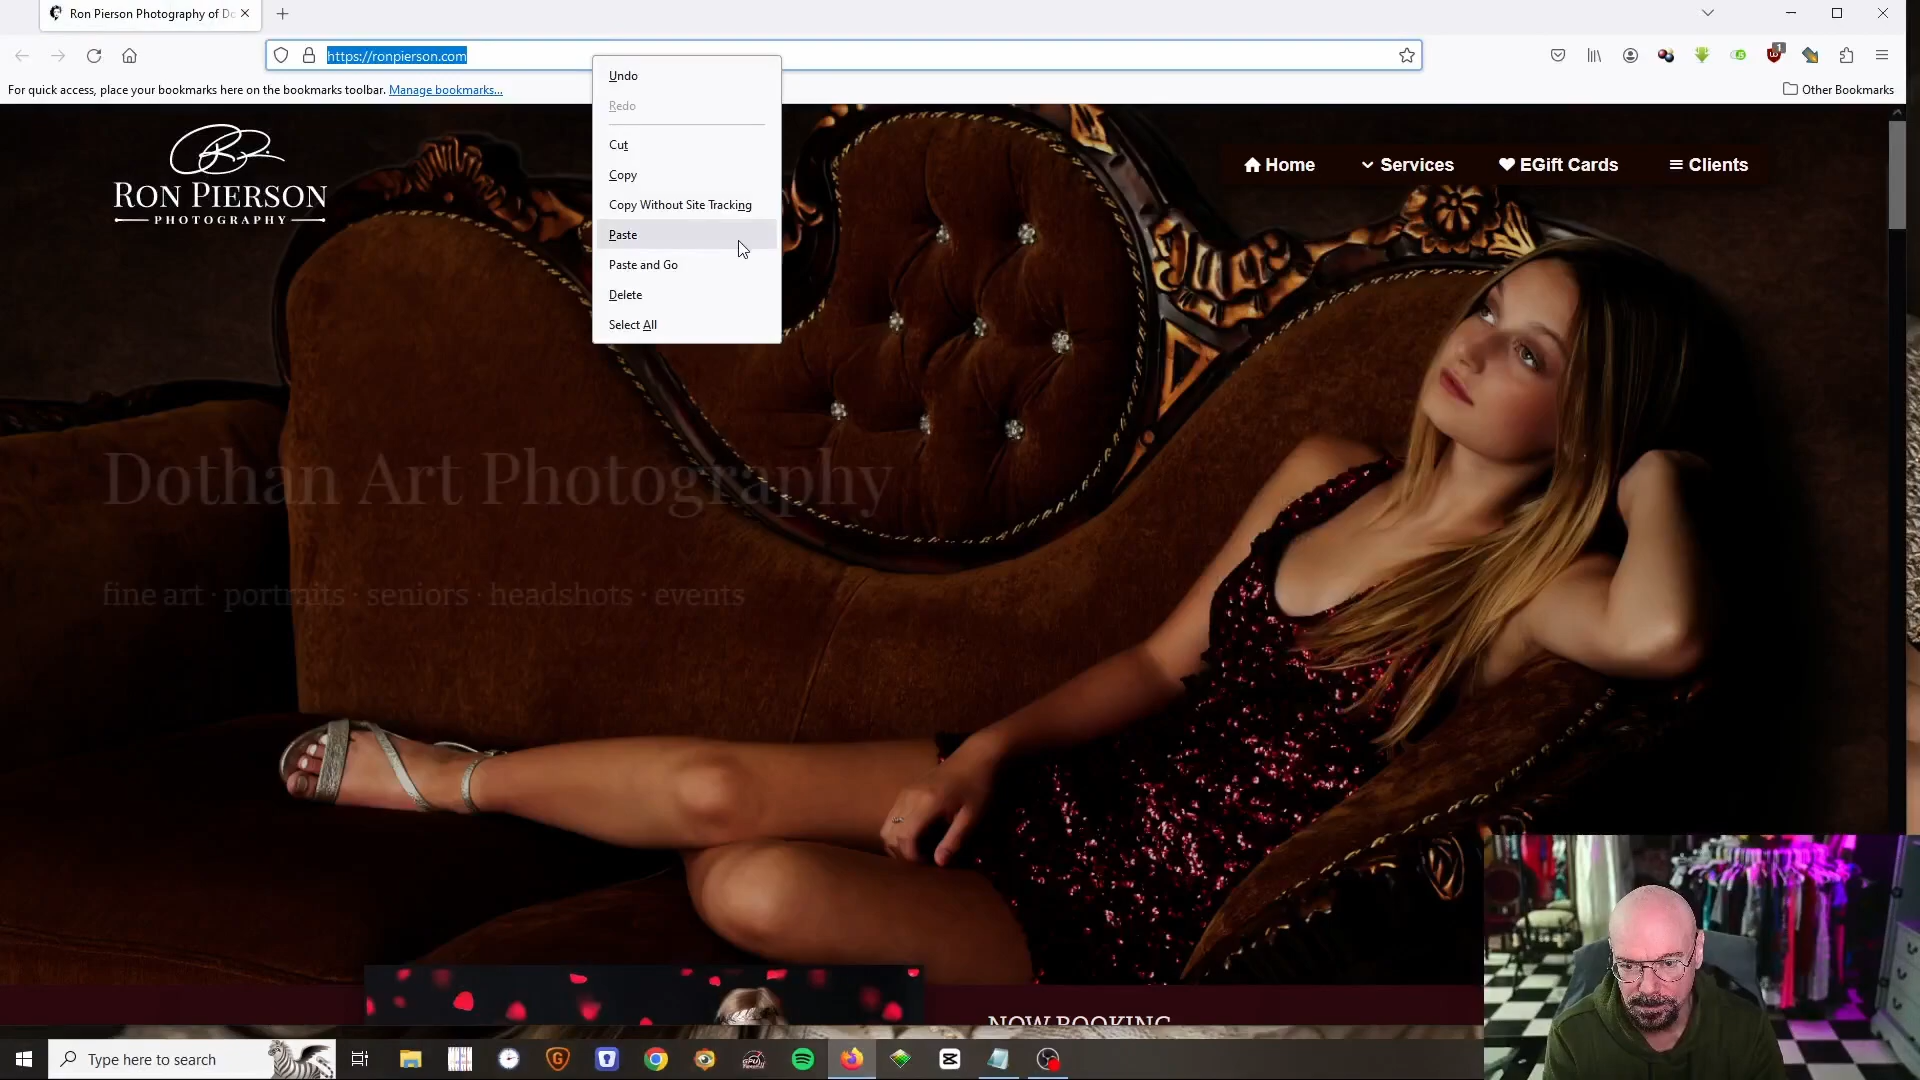 Ron Pierson Photography of Do
https://ronpierson.com
1
For quick access, place your bookmarks here on the bookmarks toolbar. Manage bookmarks...
Other Bookmarks
Undo
Redo
Cut
Copy
Copy Without Site Tracking
Paste
Paste and Go
Delete
Select All
RON PIERSON
PHOTOGRAPHY
Home
Services
EGift Cards
Clients
Dothan Art Photography
fine art · portraits · seniors · headshots · events
NOW BOOKING
Type here to search